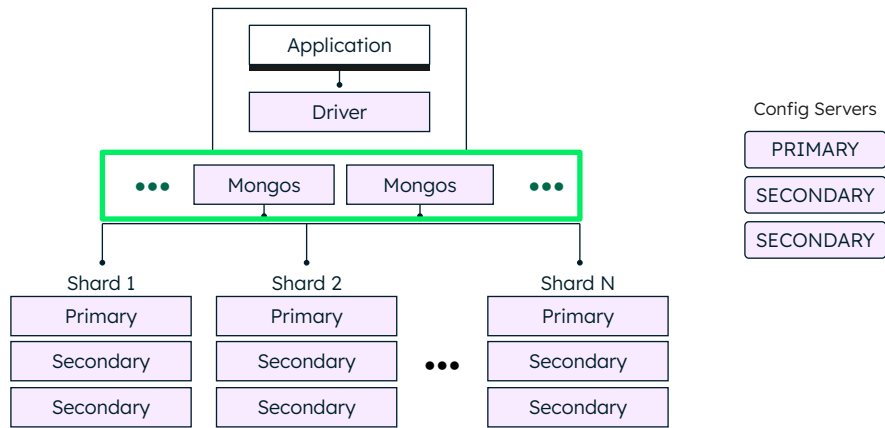 Application
Driver
Config Servers
PRIMARY
SECONDARY
SECONDARY
••• Mongos Mongos •••
Shard 1 Shard 2 Shard N
Primary Primary Primary
Secondary Secondary ••• Secondary
Secondary Secondary Secondary